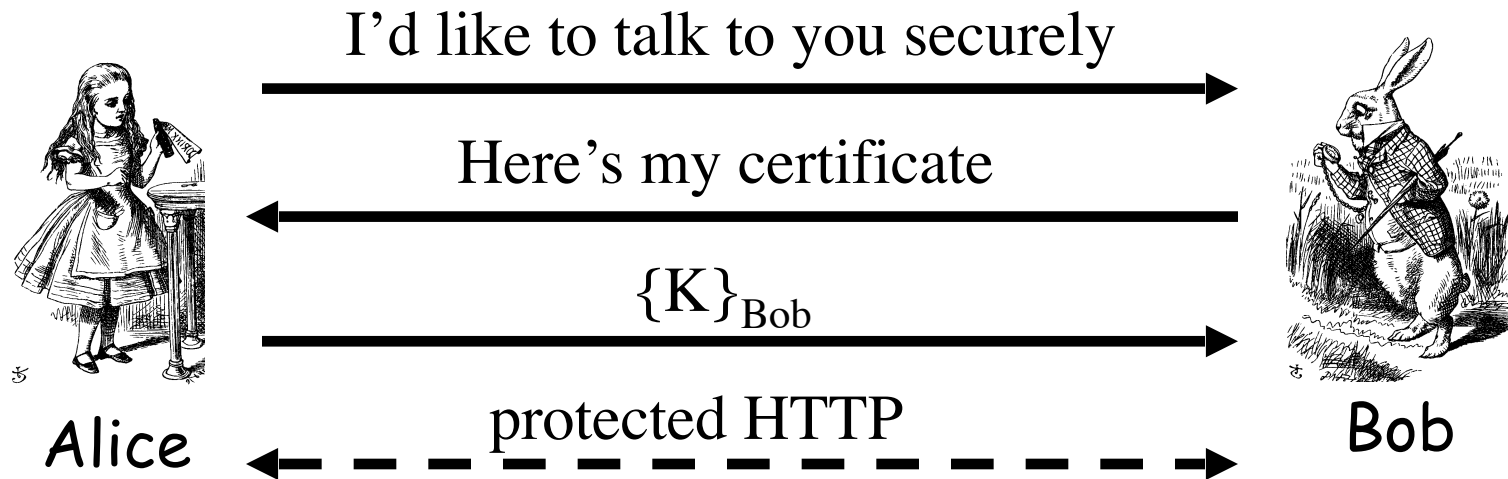 I’d like to talk to you securely
Here’s my certificate
{K}Bob
protected HTTP
Alice
Bob